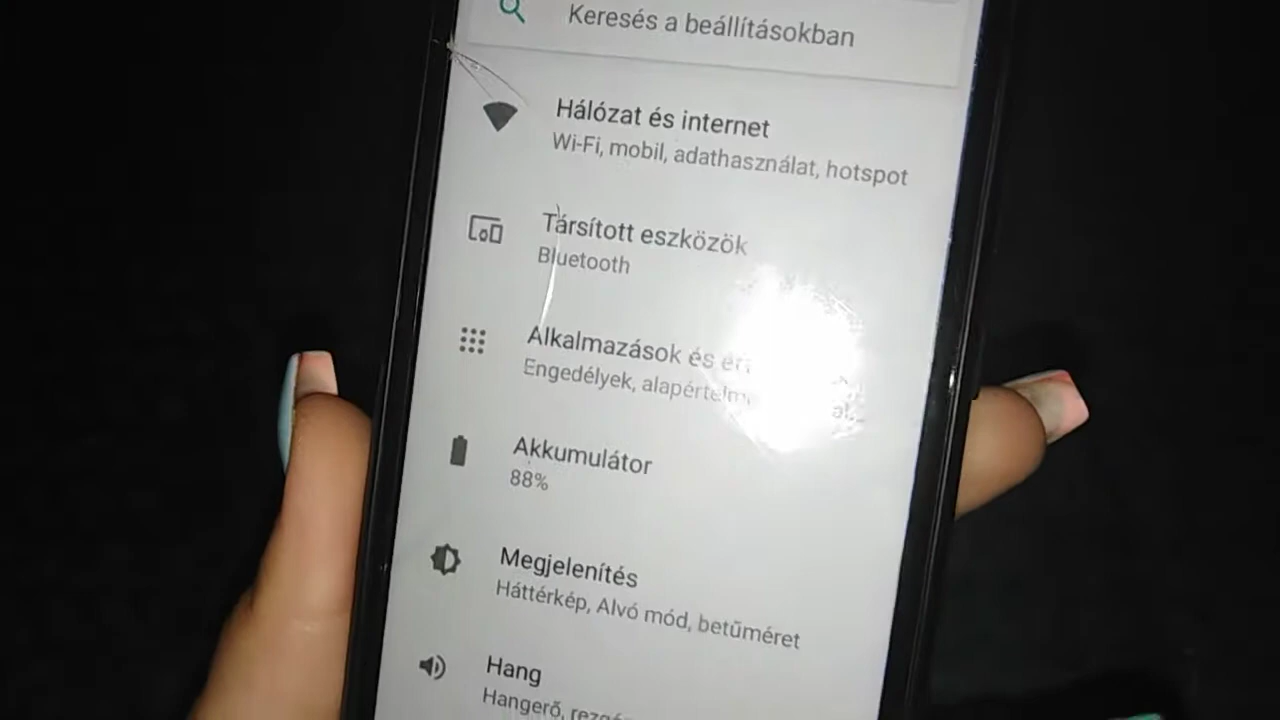 Keresés a beállításokban
Hálózat és internet
Wi-Fi, mobil, adathasználat, hotspot
Társított eszközök
Bluetooth
Alkalmazások és
Engedélyek,
Akkumulátor
88%
Megjelenítés
Háttérkép, Alvó mód, betűméret
Hang
Hangerő,